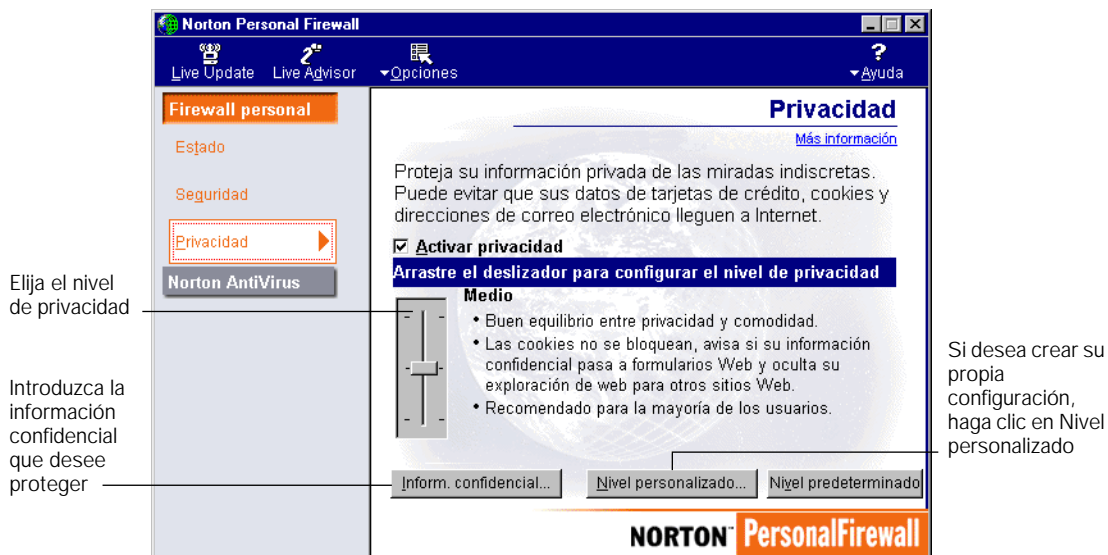 Norton Personal Firewall
Live Update
Live Advisor
Opciones
Ayuda
Firewall personal
Estado
Seguridad
Privacidad
Norton AntiVirus
Privacidad
Más información
Proteja su información privada de las miradas indiscretas.
Puede evitar que sus datos de tarjetas de crédito, cookies y
direcciones de correo electrónico lleguen a Internet.
Activar privacidad
Arrastre el deslizador para configurar el nivel de privacidad
Medio
• Buen equilibrio entre privacidad y comodidad.
• Las cookies no se bloquean, avisa si su información
confidencial pasa a formularios Web y oculta su
exploración de web para otros sitios Web.
• Recomendado para la mayoría de los usuarios.
Inform. confidencial...
Nivel personalizado...
Nivel predeterminado
NORTON™ PersonalFirewall
Elija el nivel
de privacidad
Introduzca la
información
confidencial
que desee
proteger
Si desea crear su
propia
configuración,
haga clic en Nivel
personalizado